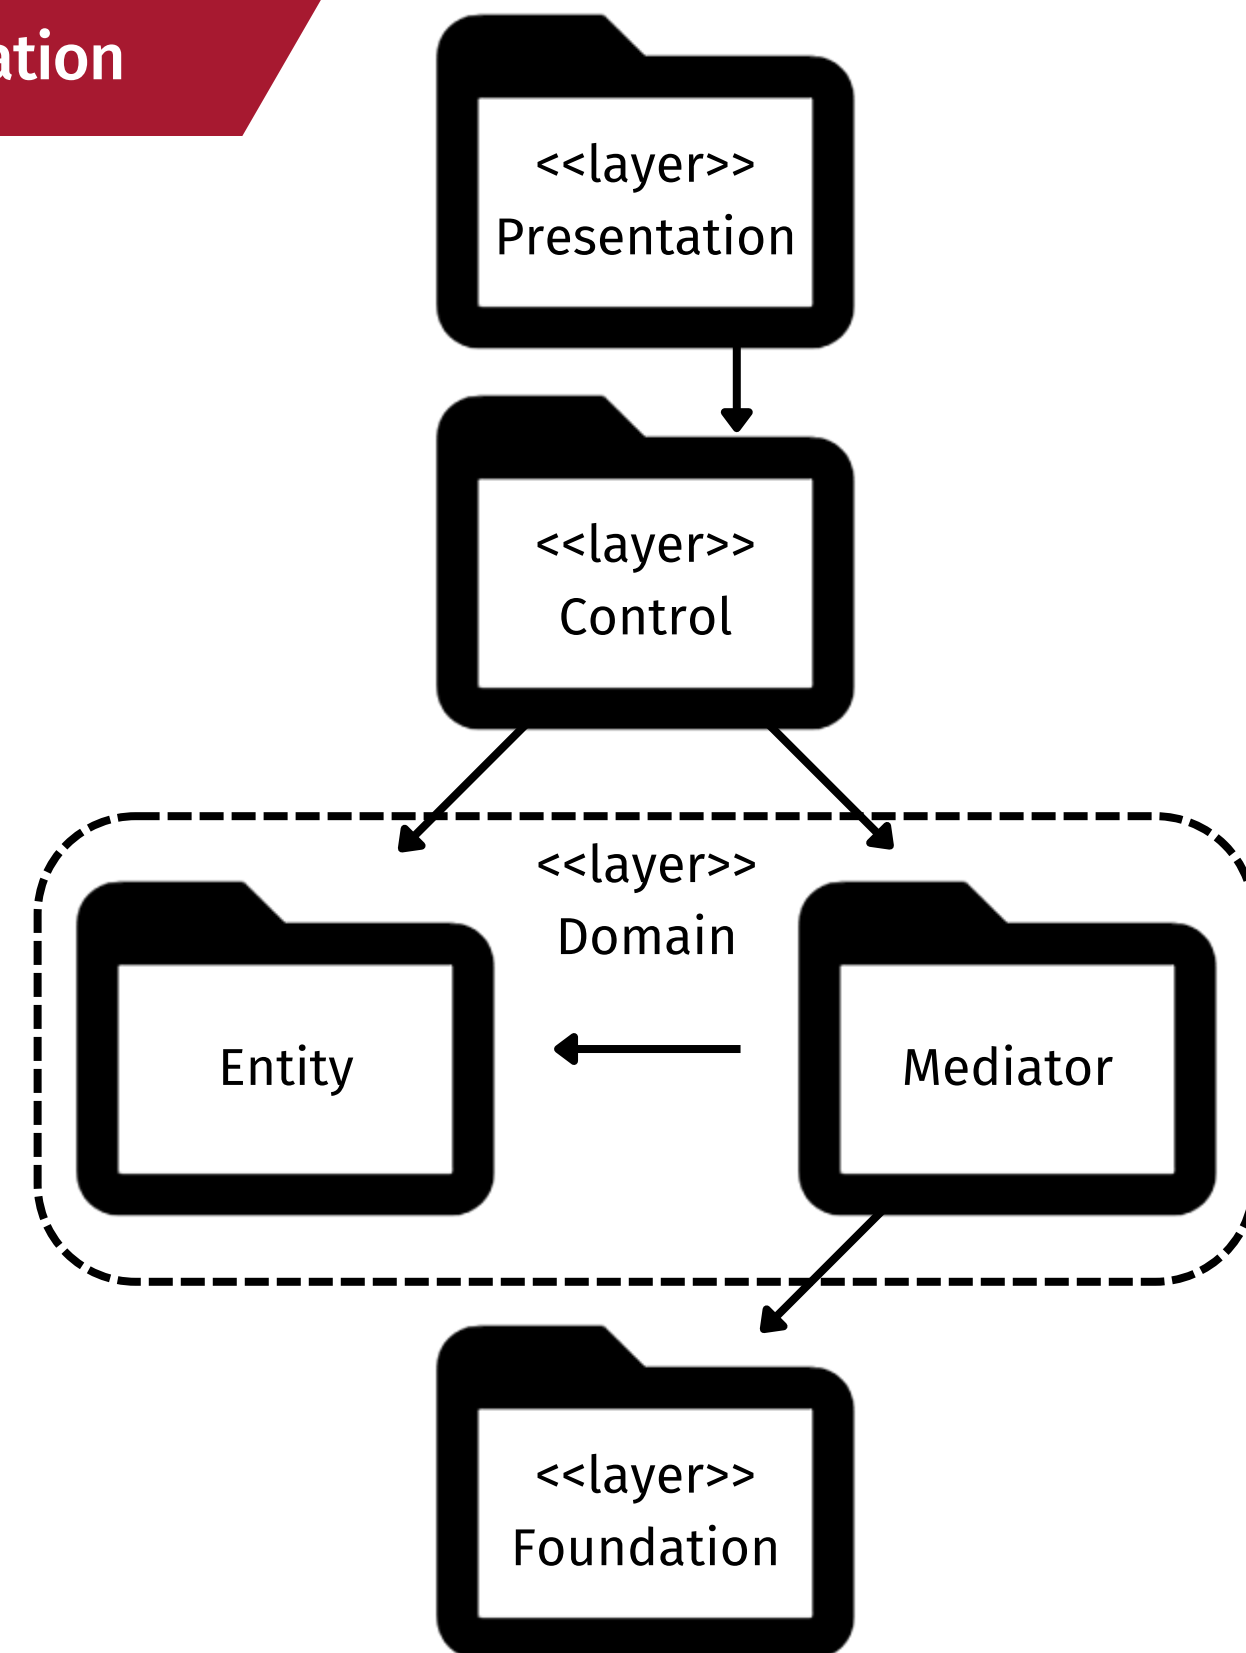 ation
<<layer>>
Presentation
<<layer>>
Control
<<layer>>
Domain
Entity
Mediator
<<layer>>
Foundation